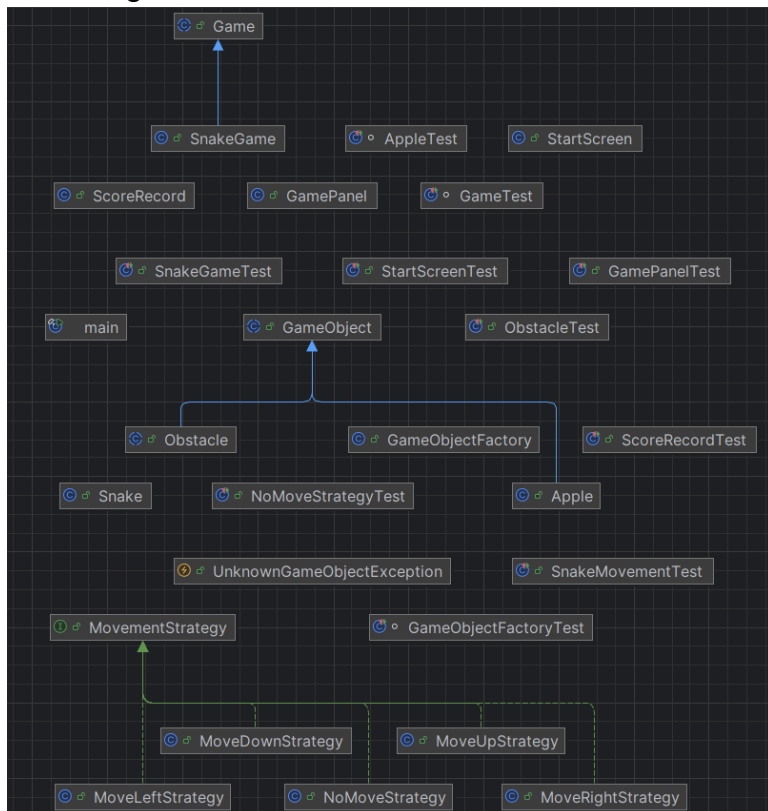 Game
SnakeGame AppleTest StartScreen
ScoreRecord GamePanel GameTest
SnakeGameTest StartScreenTest GamePanelTest
main GameObject ObstacleTest
Obstacle GameObjectFactory ScoreRecordTest
Snake NoMoveStrategyTest Apple
UnknownGameObjectException SnakeMovementTest
MovementStrategy GameObjectFactoryTest
MoveDownStrategy MoveUpStrategy
MoveLeftStrategy NoMoveStrategy MoveRightStrategy